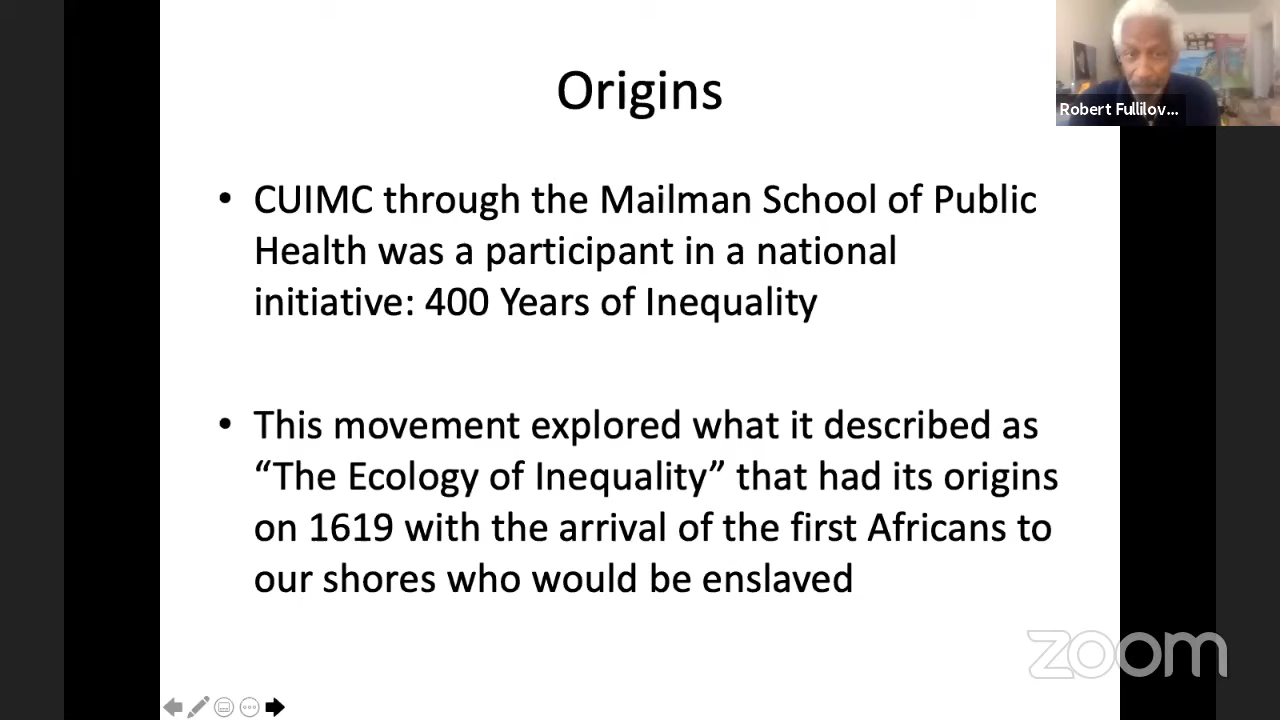 Origins
Robert Fullilov...
• CUIMC through the Mailman School of Public
Health was a participant in a national
initiative: 400 Years of Inequality
• This movement explored what it described as
“The Ecology of Inequality” that had its origins
on 1619 with the arrival of the first Africans to
our shores who would be enslaved
zoom